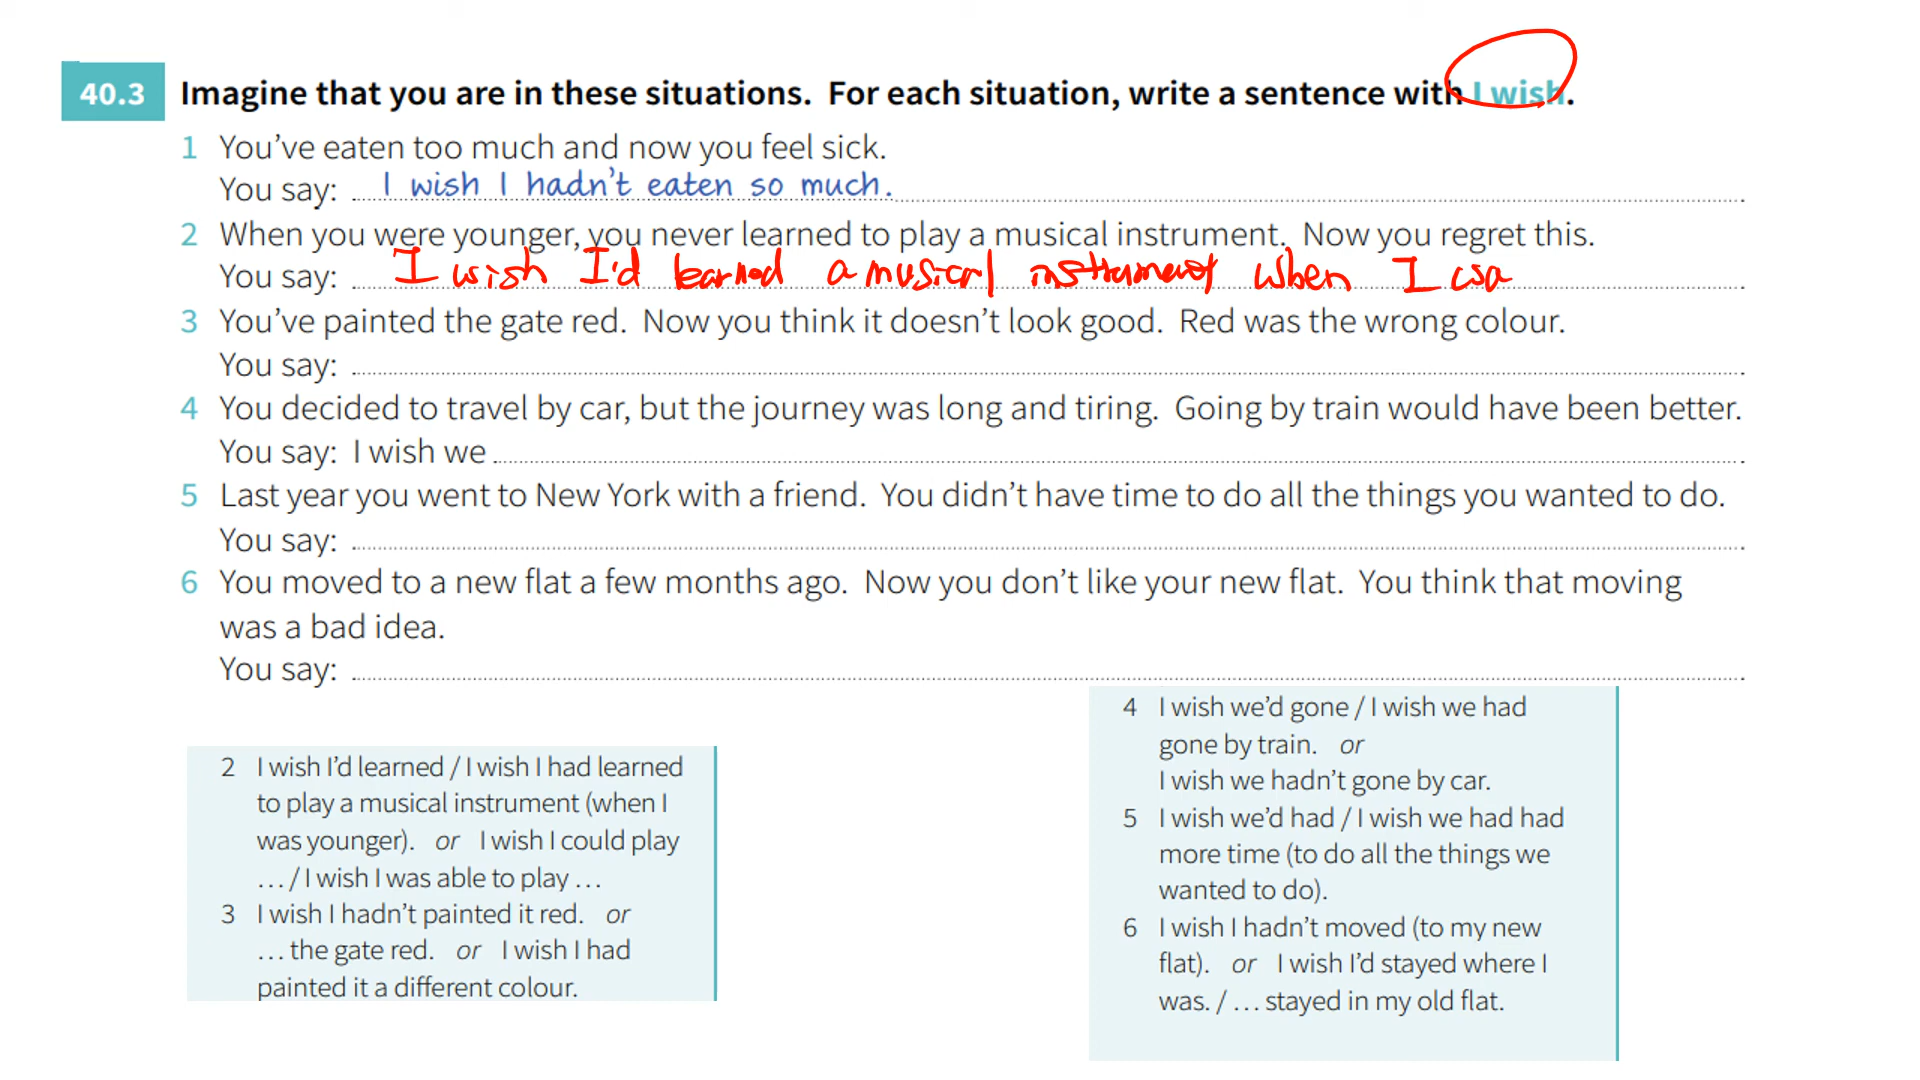 40.3 Imagine that you are in these situations. For each situation, write a sentence with I wish.
1 You've eaten too much and now you feel sick.
You say: I wish I hadn't eaten so much.
2 When you were younger, you never learned to play a musical instrument. Now you regret this.
You say: I wish I'd learned a musical instrument when I wa
3 You've painted the gate red. Now you think it doesn't look good. Red was the wrong colour.
You say:
4 You decided to travel by car, but the journey was long and tiring. Going by train would have been better.
You say: I wish we
5 Last year you went to New York with a friend. You didn't have time to do all the things you wanted to do.
You say:
6 You moved to a new flat a few months ago. Now you don't like your new flat. You think that moving
was a bad idea.
You say:
2 I wish I'd learned / I wish I had learned
to play a musical instrument (when I
was younger). or I wish I could play
... / I wish I was able to play ...
3 I wish I hadn't painted it red. or
... the gate red. or I wish I had
painted it a different colour.
4 I wish we'd gone / I wish we had
gone by train. or
I wish we hadn't gone by car.
5 I wish we'd had / I wish we had had
more time (to do all the things we
wanted to do).
6 I wish I hadn't moved (to my new
flat). or I wish I'd stayed where I
was. / ... stayed in my old flat.